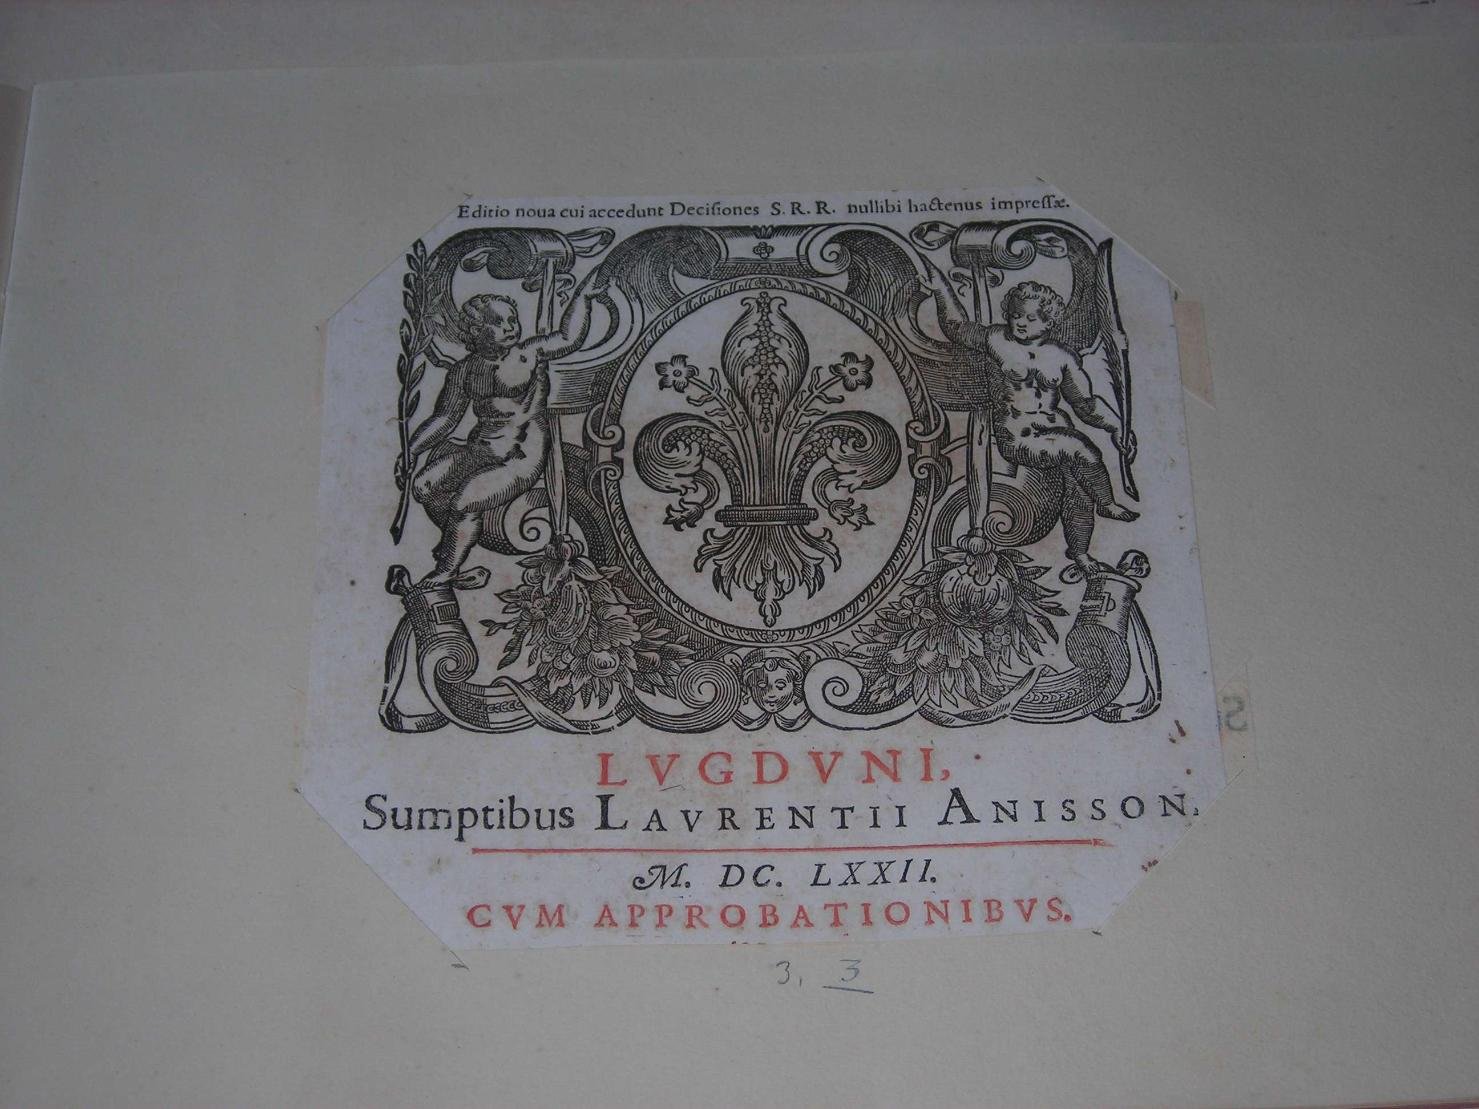 Editio noua cui accedunt Decisiones S. R. R. nullibi hactenus impressæ.
LVGDVNI,
Sumptibus LAVRENTII ANISSON,
M. DC. LXXII.
CVM APPROBATIONIBVS.
3. 3